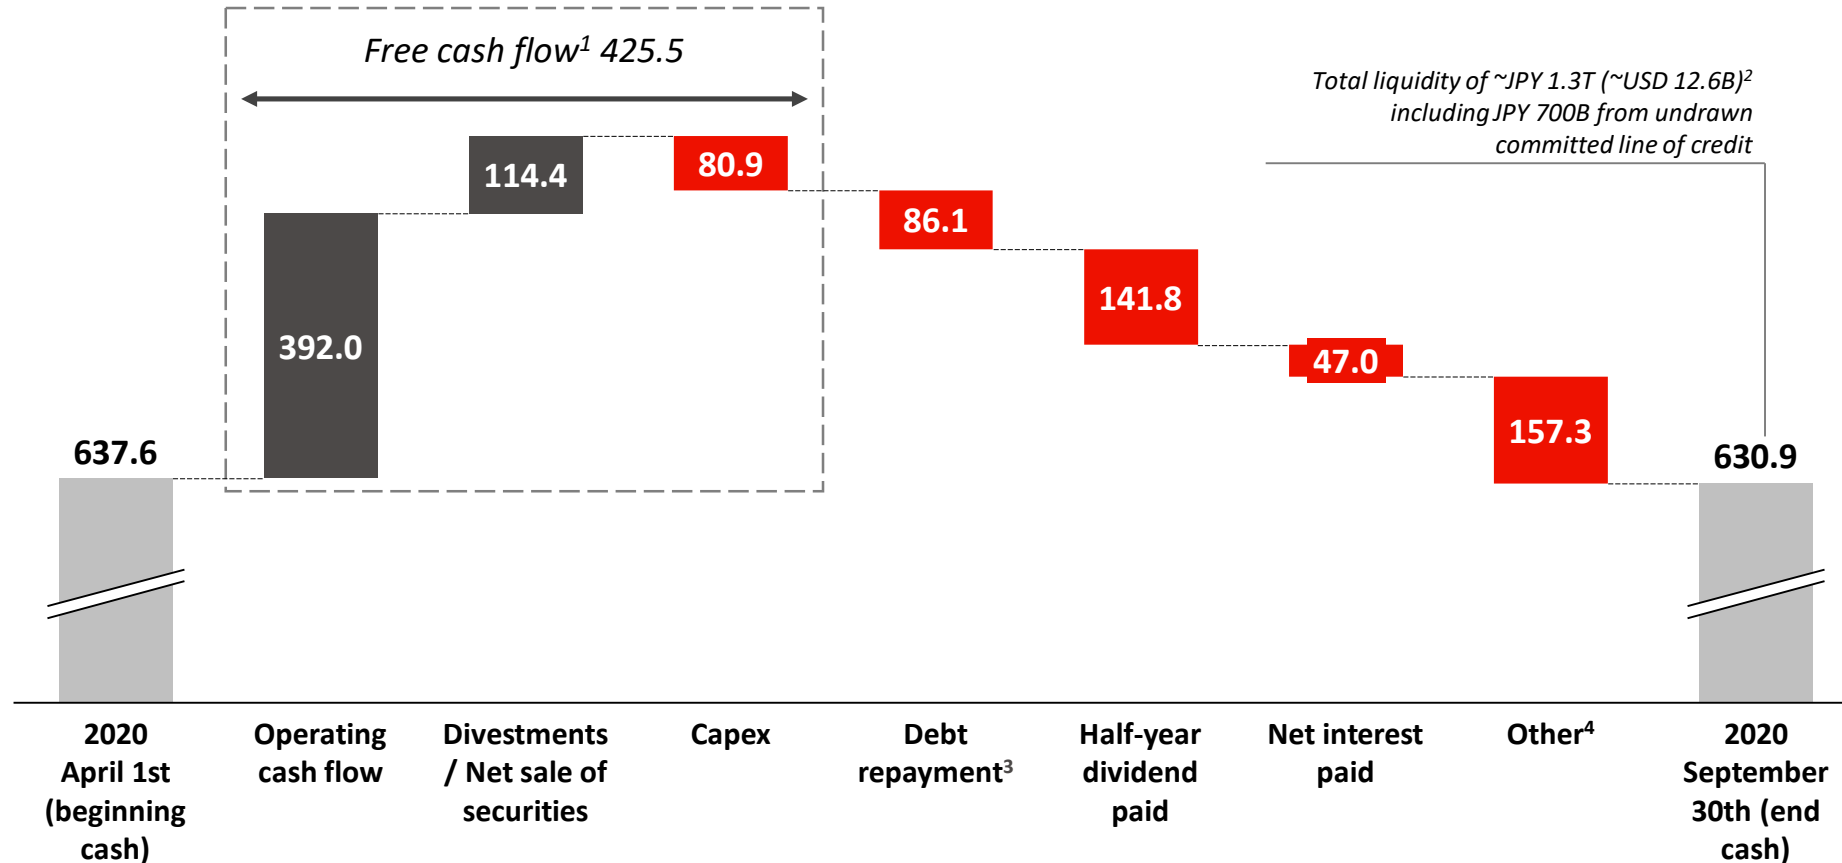 Free cash flow¹ 425.5
Total liquidity of ~JPY 1.3T (~USD 12.6B)²
including JPY 700B from undrawn
committed line of credit
637.6
392.0
114.4
80.9
86.1
141.8
47.0
157.3
630.9
2020
April 1st
(beginning
cash)
Operating
cash flow
Divestments
/ Net sale of
securities
Capex
Debt
repayment³
Half-year
dividend
paid
Net interest
paid
Other⁴
2020
September
30th (end
cash)